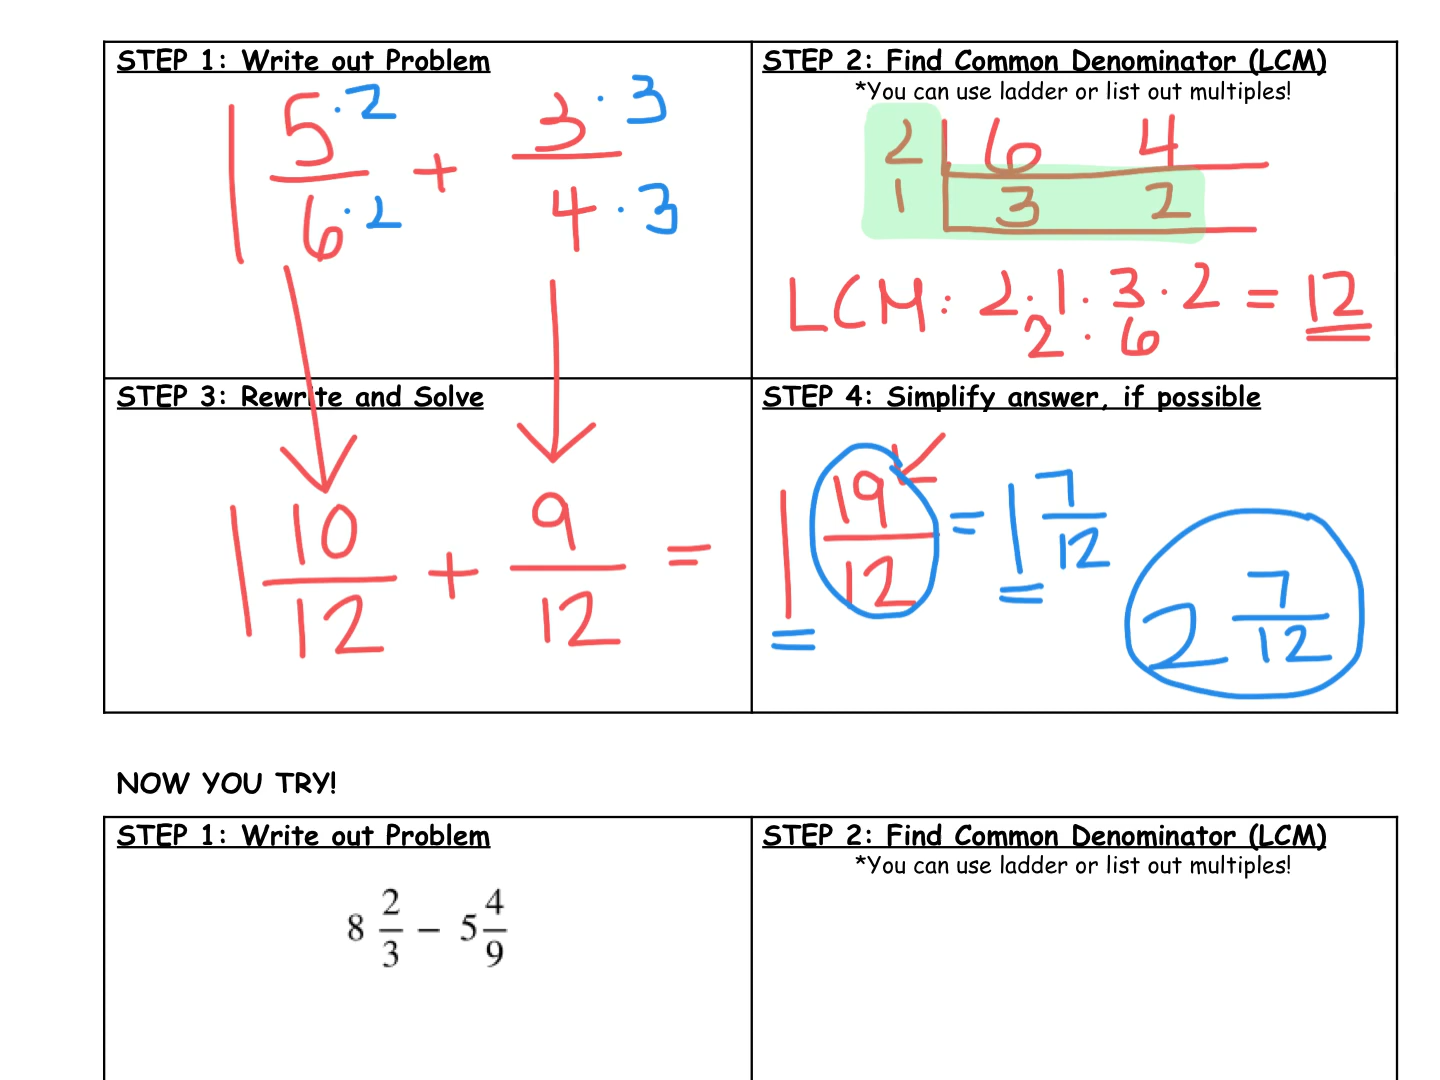 STEP 1: Write out Problem
1 5·2/6·2 + 3·3/4·3
STEP 2: Find Common Denominator (LCM)
*You can use ladder or list out multiples!
2 6 4
1 3 2
LCM: 2·1·3·2 = 12
2·6
STEP 3: Rewrite and Solve
1 10/12 + 9/12 =
STEP 4: Simplify answer, if possible
1 19/12 = 1 7/12
2 7/12
NOW YOU TRY!
STEP 1: Write out Problem
8 2/3 − 5 4/9
STEP 2: Find Common Denominator (LCM)
*You can use ladder or list out multiples!